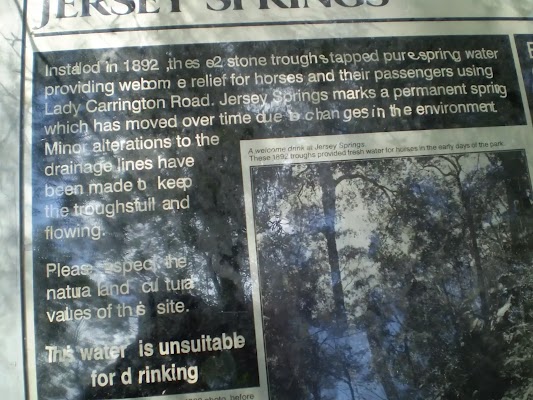 JERSEY SPRINGS
Installed in 1892, these 2 stone troughs tapped pure spring water
providing welcome relief for horses and their passengers using
Lady Carrington Road. Jersey Springs marks a permanent spring
which has moved over time due to changes in the environment.
Minor alterations to the
drainage lines have
been made to keep
the troughs full and
flowing.
Please respect the
natural and cultural
values of this site.
This water is unsuitable
for drinking
A welcome drink at Jersey Springs.
These 1892 troughs provided fresh water for horses in the early days of the park
photo, before